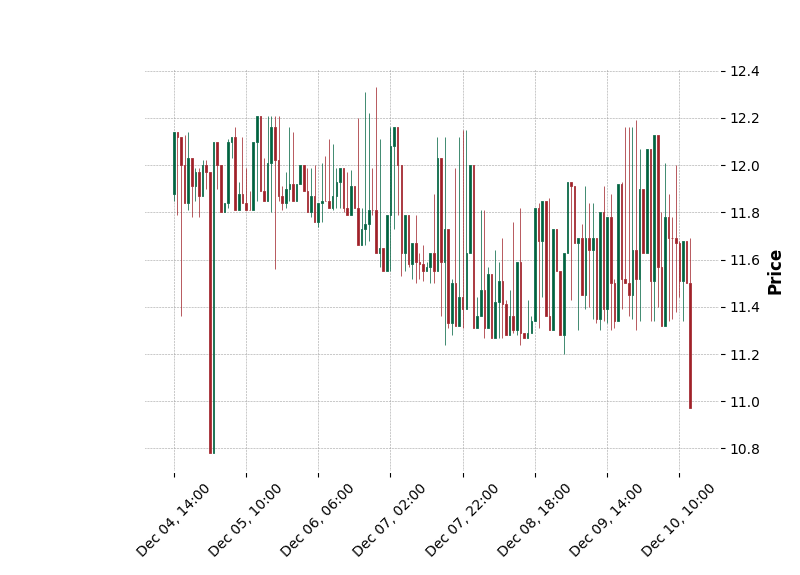 12.4
12.2
12.0
11.8
11.6
11.4
11.2
11.0
10.8
Price
Dec 04, 14:00
Dec 05, 10:00
Dec 06, 06:00
Dec 07, 02:00
Dec 07, 22:00
Dec 08, 18:00
Dec 09, 14:00
Dec 10, 10:00